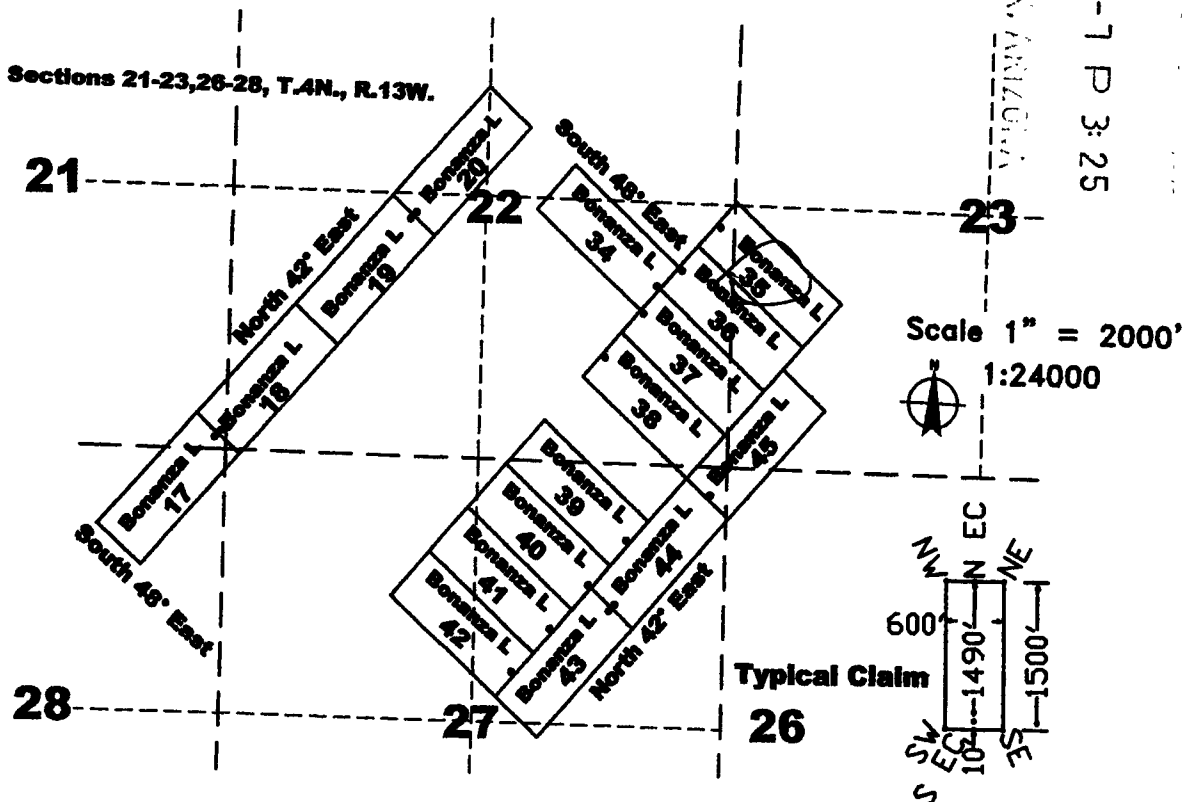 Sections 21-23,26-28, T.4N., R.13W.
-7 P 3:25
21
22
23
South 48° East
North 42° East
Bonanza L
20
Bonanza L
19
Bonanza L
18
Bonanza L
17
South 48° East
Bonanza L
34
Bonanza L
35
Bonanza L
36
Bonanza L
37
Bonanza L
38
Bonanza L
45
Scale 1" = 2000'
1:24000
N
Bonanza L
39
Bonanza L
40
Bonanza L
41
Bonanza L
42
Bonanza L
44
Bonanza L
43
North 42° East
28
27
26
Typical Claim
NW
N EC
NE
600'
1490'
1500'
10'
SW
S EC
SE